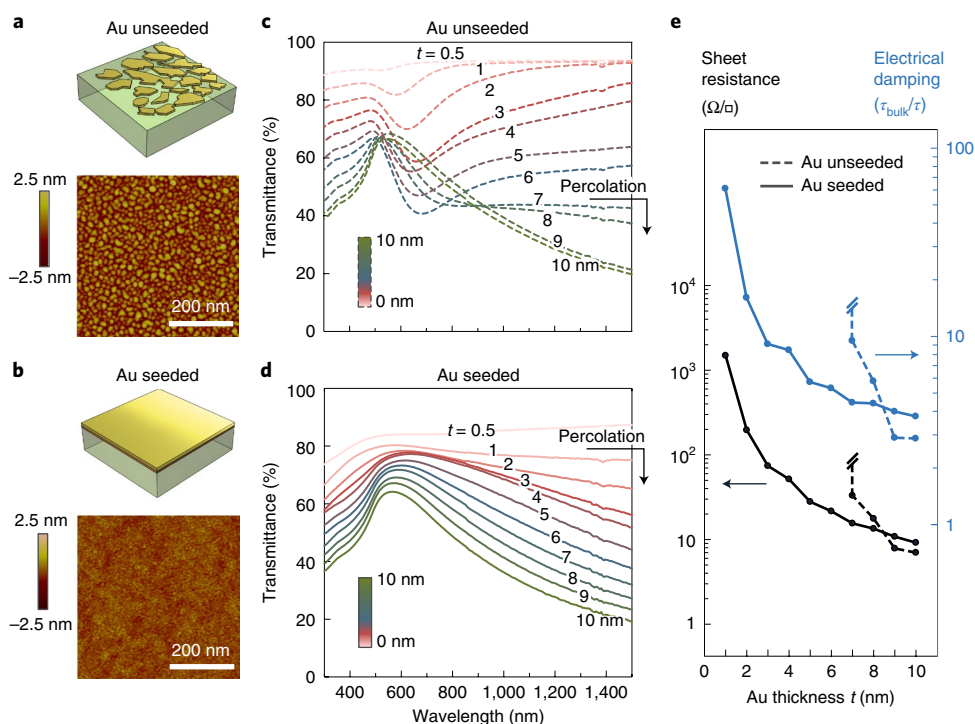 a
Au unseeded
2.5 nm
–2.5 nm
200 nm
b
Au seeded
2.5 nm
–2.5 nm
200 nm
c
Au unseeded
Transmittance (%)
100
80
60
40
20
0
t = 0.5
1
2
3
4
5
6
Percolation
7
8
9
10 nm
10 nm
0 nm
d
Au seeded
Transmittance (%)
100
80
60
40
20
0
t = 0.5
Percolation
1
2
3
4
5
6
7
8
9
10 nm
10 nm
0 nm
400 600 800 1,000 1,200 1,400
Wavelength (nm)
e
Sheet
resistance
(Ω/□)
Electrical
damping
(τbulk/τ)
Au unseeded
Au seeded
10⁴
10³
10²
10
1
100
10
1
0 2 4 6 8 10
Au thickness t (nm)